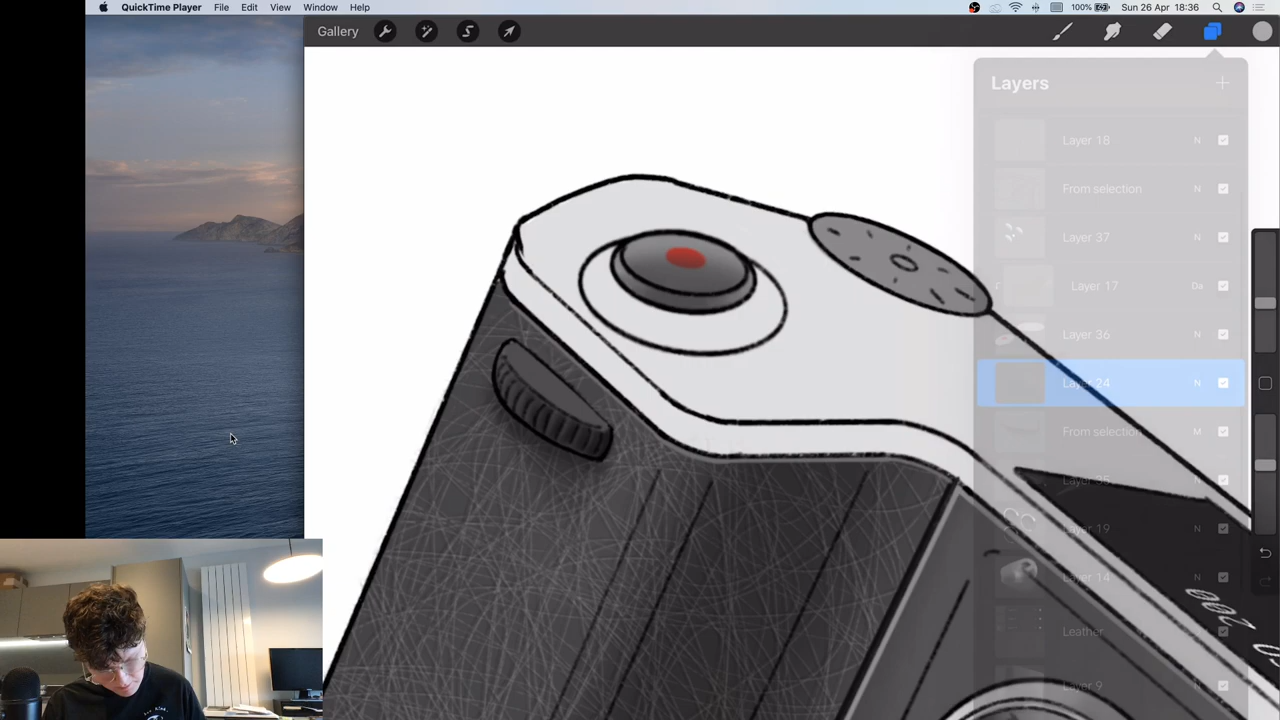 QuickTime Player File Edit View Window Help 100% Sun 26 Apr 18:36
Gallery
Layers
Layer 18 N
From selection N
Layer 37 N
Layer 17 Da
Layer 36 N
Layer 24 N
From selection M
Layer 35 N
Layer 19 N
Layer 14 N
Leather
Layer 9 N
200